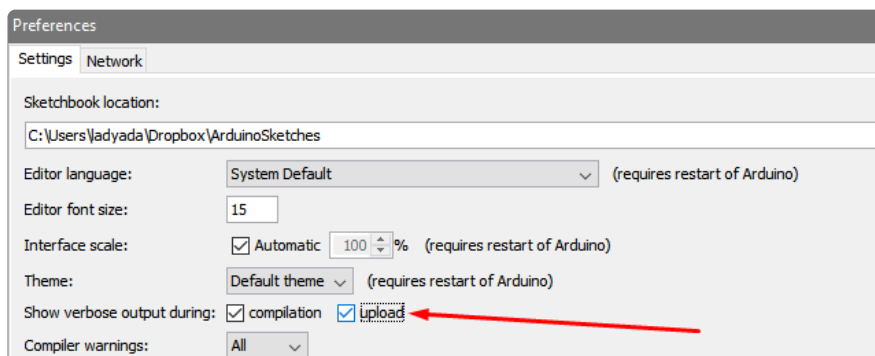 Preferences
Settings Network
Sketchbook location:
C:\Users\ladyada\Dropbox\ArduinoSketches
Editor language: System Default (requires restart of Arduino)
Editor font size: 15
Interface scale: Automatic 100 % (requires restart of Arduino)
Theme: Default theme (requires restart of Arduino)
Show verbose output during: compilation upload
Compiler warnings: All